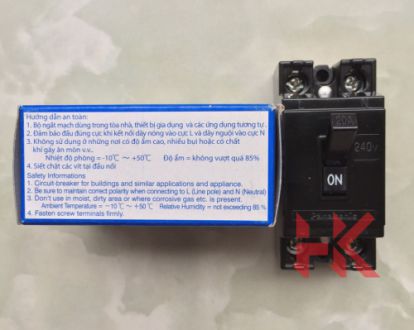 Hướng dẫn an toàn:
1. Bộ ngắt mạch dùng trong tòa nhà, thiết bị gia dụng và các ứng dụng tương tự.
2. Đảm bảo đấu đúng cực khi kết nối dây nóng vào cực L và dây nguội vào cực N
3. Không sử dụng ở những nơi có độ ẩm cao, nhiều bụi hoặc có chất
khí gây ăn mòn v.v..
Nhiệt độ phòng = -10°C ～ +50°C Độ ẩm = không vượt quá 85%
4. Siết chặt các vít tại đầu nối
Safety Informations
1. Circuit-breaker for buildings and similar applications and appliance.
2. Be sure to maintain correct polarity when connecting to L (Line pole) and N (Neutral)
3. Don't use in moist, dirty area or where corrosive gas etc. is present.
Ambient Temperature = -10°C ～ +50°C Relative Humidity = not exceeding 85 %
4. Fasten screw terminals firmly.
20A
240V
ON
Panasonic
HK